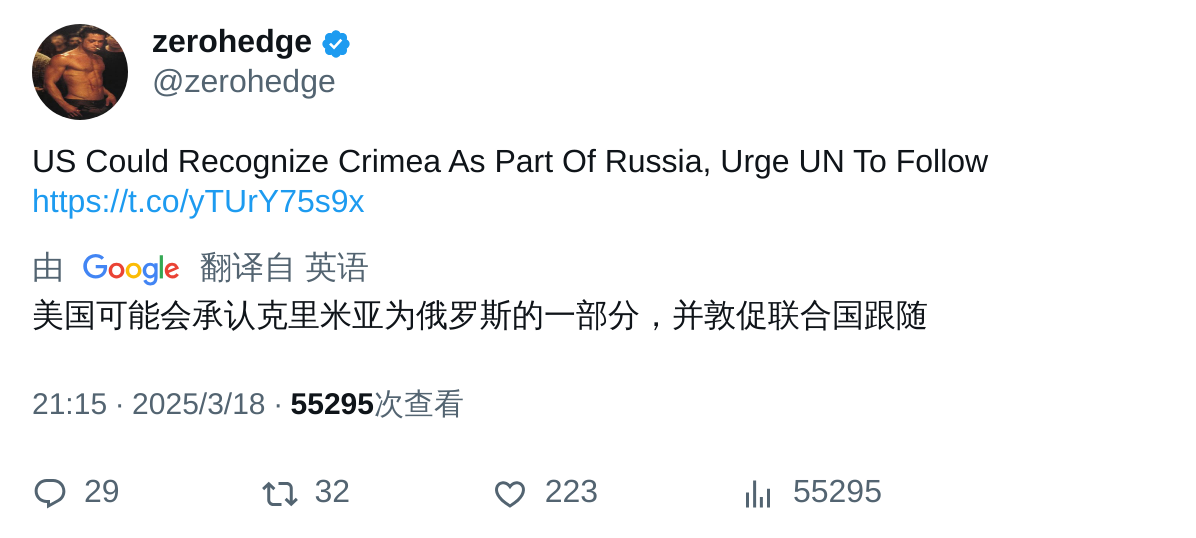 zerohedge
@zerohedge
US Could Recognize Crimea As Part Of Russia, Urge UN To Follow
https://t.co/yTUrY75s9x
由 Google 翻译自 英语
美国可能会承认克里米亚为俄罗斯的一部分，并敦促联合国跟随
21:15 · 2025/3/18 · 55295次查看
29 32 223 55295